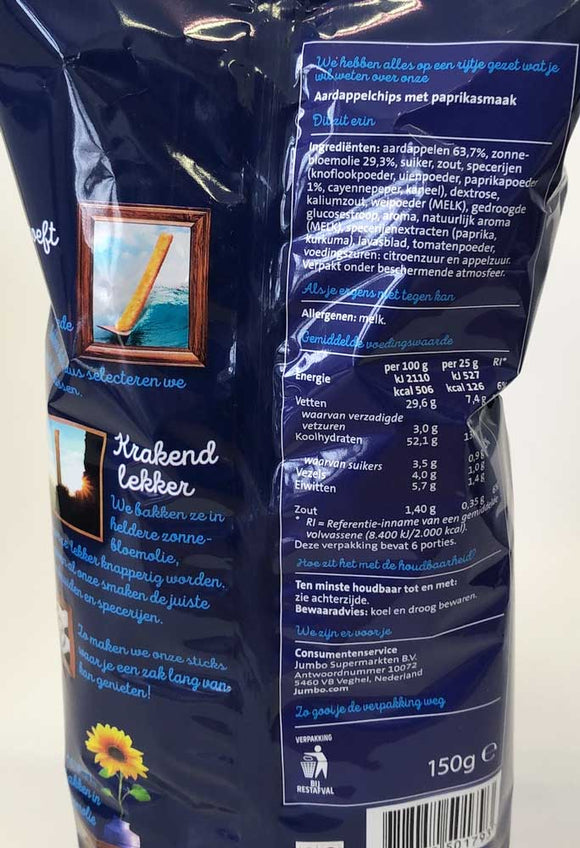 We hebben alles op een rijtje gezet wat je
wil weten over onze
Aardappelchips met paprikasmaak
Dit zit erin
Ingrediënten: aardappelen 63,7%, zonne-
bloemolie 29,3%, suiker, zout, specerijen
(knoflookpoeder, uienpoeder, paprikapoeder
1%, cayennepeper, kaneel), dextrose,
kaliumzout, weipoeder (MELK), gedroogde
glucosestroop, aroma, natuurlijk aroma
(MELK), specerijenextracten (paprika,
kurkuma), lavasblad, tomatenpoeder,
voedingszuren: citroenzuur en appelzuur.
Verpakt onder beschermende atmosfeer.
Als je ergens niet tegen kan
Allergenen: melk.
Gemiddelde voedingswaarde
per 100 g per 25 g RI*
Energie kJ 2110 kJ 527
kcal 506 kcal 126 6%
Vetten 29,6 g 7,4 g
waarvan verzadigde
vetzuren 3,0 g
Koolhydraten 52,1 g
waarvan suikers 3,5 g 0,9 g
Vezels 4,0 g 1,0 g
Eiwitten 5,7 g 1,4 g
Zout 1,40 g 0,35 g 6%
* RI = Referentie-inname van een gemiddelde
volwassene (8.400 kJ/2.000 kcal).
Deze verpakking bevat 6 porties.
Hoe zit het met de houdbaarheid?
Ten minste houdbaar tot en met:
zie achterzijde.
Bewaaradvies: koel en droog bewaren.
We zijn er voor je
Consumentenservice
Jumbo Supermarkten B.V.
Antwoordnummer 10072
5460 VB Veghel, Nederland
Jumbo.com
Zo gooi je de verpakking weg
VERPAKKING
BIJ
RESTAFVAL
150g e
selecteren we
Krakend
lekker
We bakken ze in
heldere zonne-
bloemolie,
lekker knapperig worden.
onze smaken de juiste
en specerijen.
Zo maken we onze sticks
waar je een zak lang van
kan genieten!